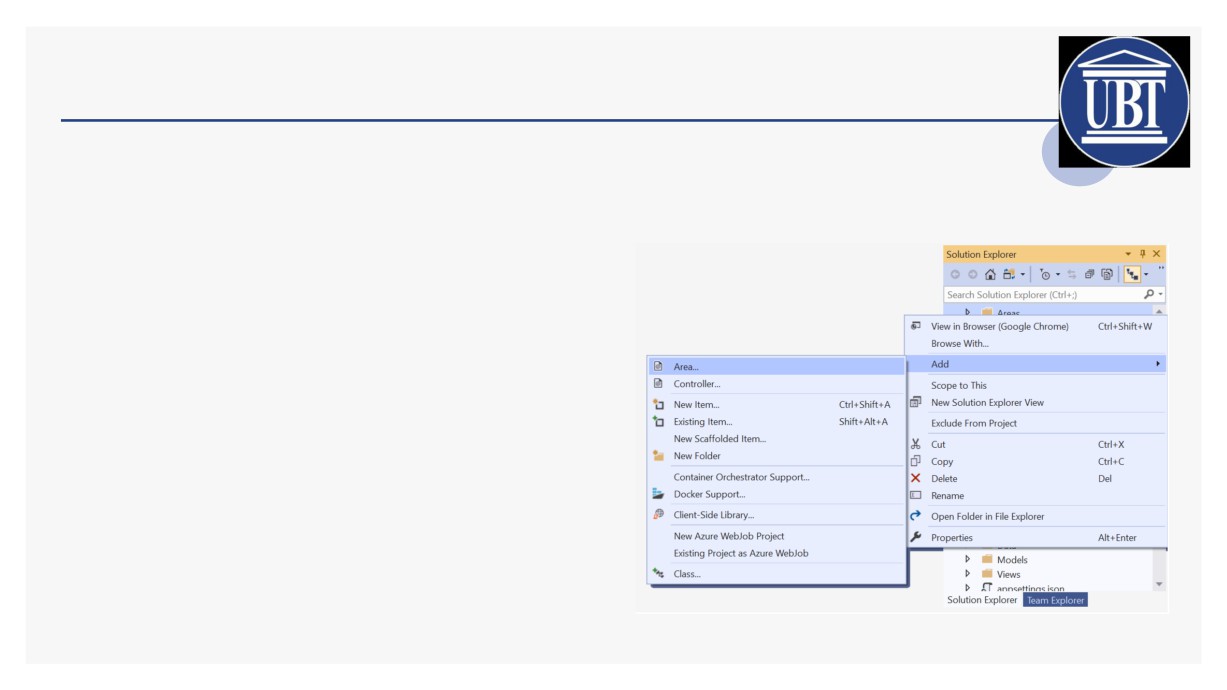 UBT
Solution Explorer
Search Solution Explorer (Ctrl+;)
Areas
View in Browser (Google Chrome) Ctrl+Shift+W
Browse With...
Add
Scope to This
New Solution Explorer View
Exclude From Project
Cut Ctrl+X
Copy Ctrl+C
Delete Del
Rename
Open Folder in File Explorer
Properties Alt+Enter
Area...
Controller...
New Item... Ctrl+Shift+A
Existing Item... Shift+Alt+A
New Scaffolded Item...
New Folder
Container Orchestrator Support...
Docker Support...
Client-Side Library...
New Azure WebJob Project
Existing Project as Azure WebJob
Class...
Models
Views
appsettings.json
Solution Explorer Team Explorer